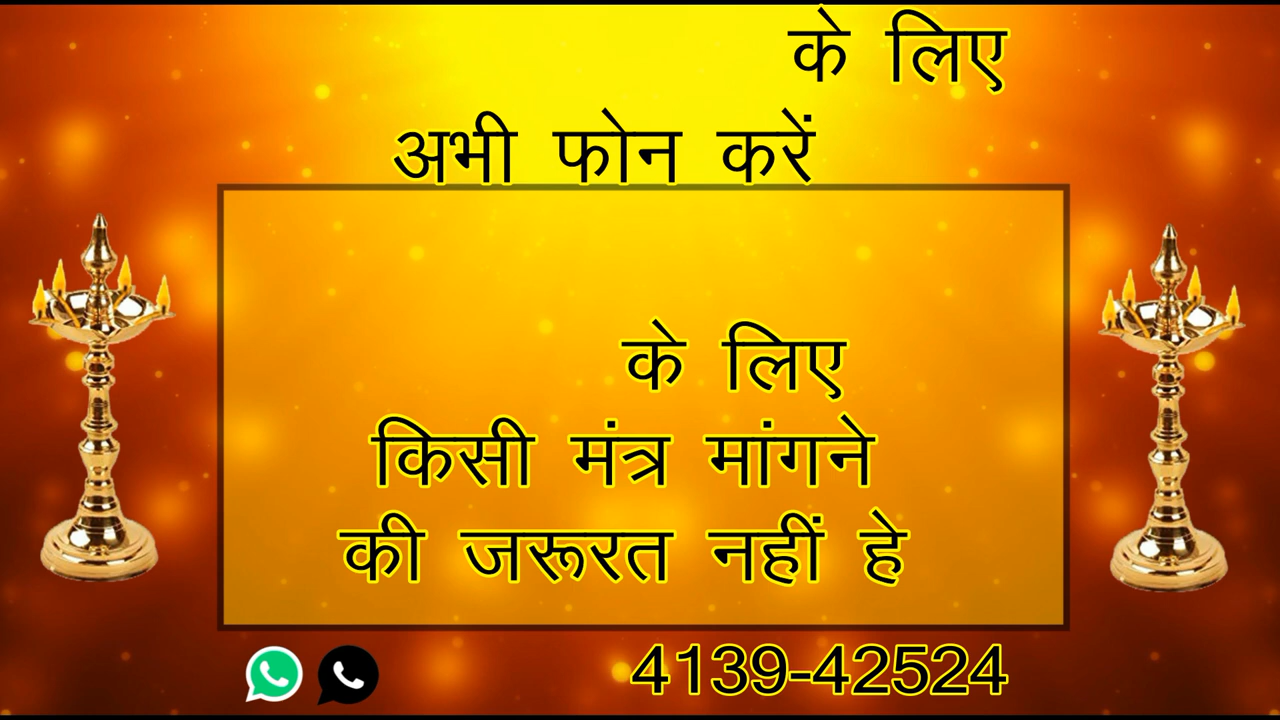 के लिए
अभी फोन करें
के लिए
किसी मंत्र मांगने
की जरूरत नहीं हे
4139-42524